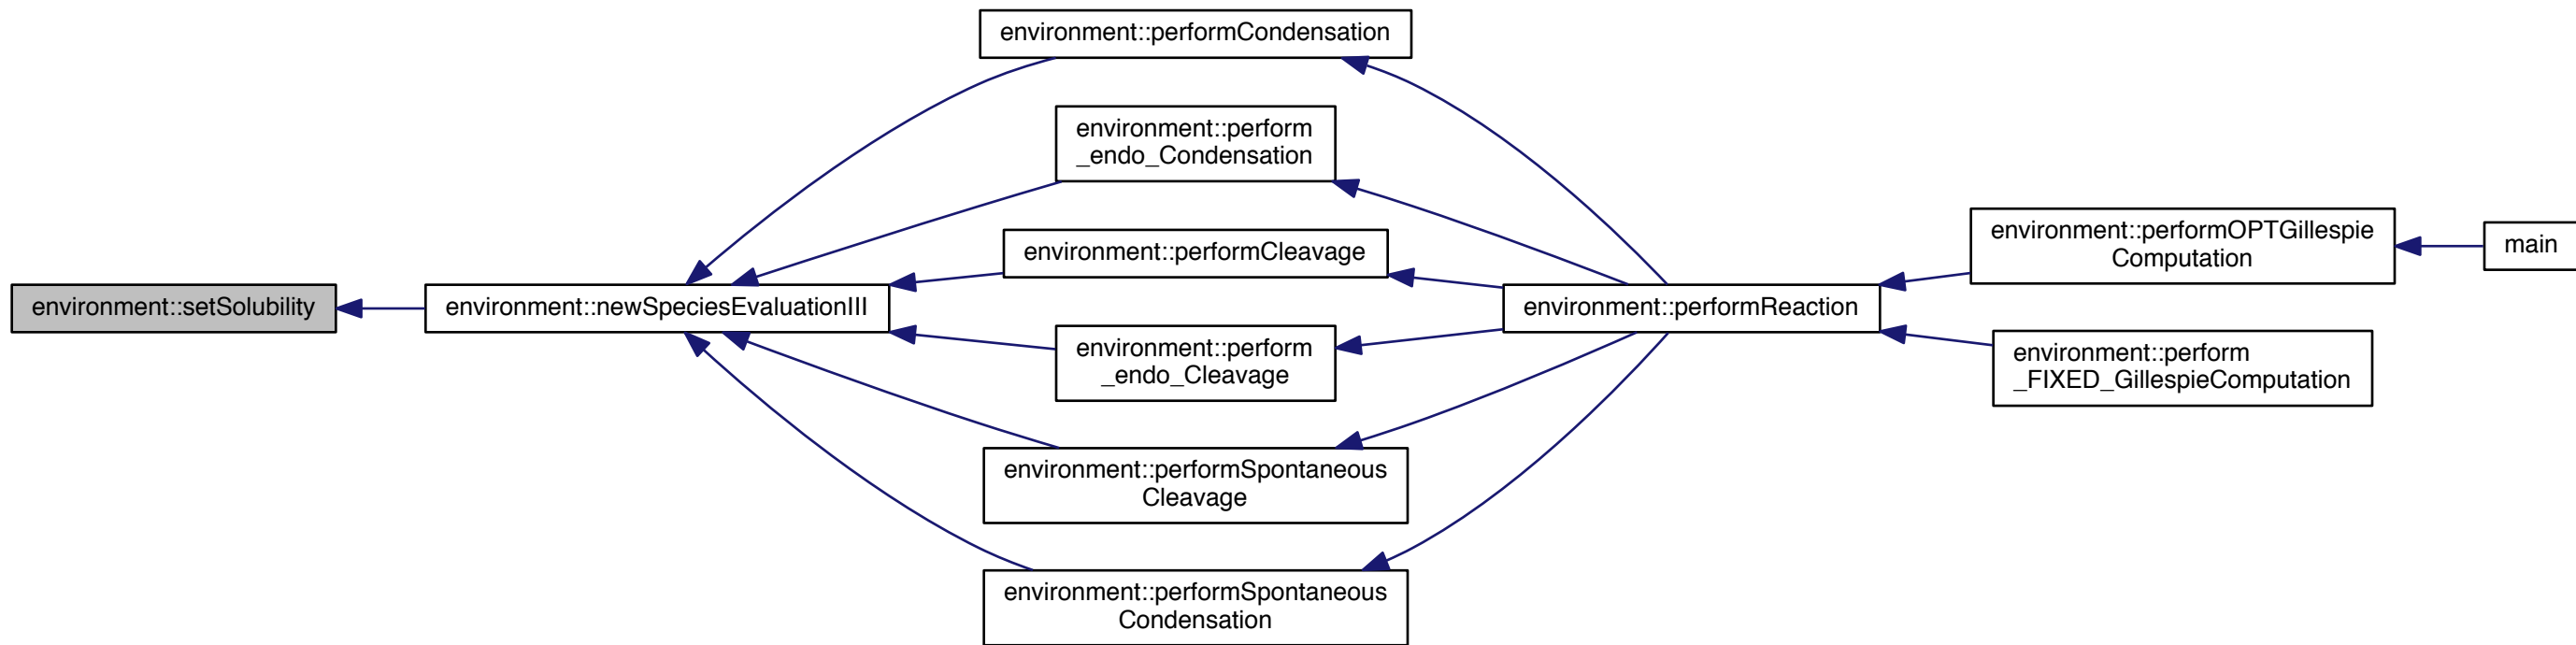 environment::performCondensation
environment::perform
_endo_Condensation
environment::performCleavage
environment::performOPTGillespie
Computation
main
environment::setSolubility
environment::newSpeciesEvaluationIII
environment::performReaction
environment::perform
_endo_Cleavage
environment::perform
_FIXED_GillespieComputation
environment::performSpontaneous
Cleavage
environment::performSpontaneous
Condensation